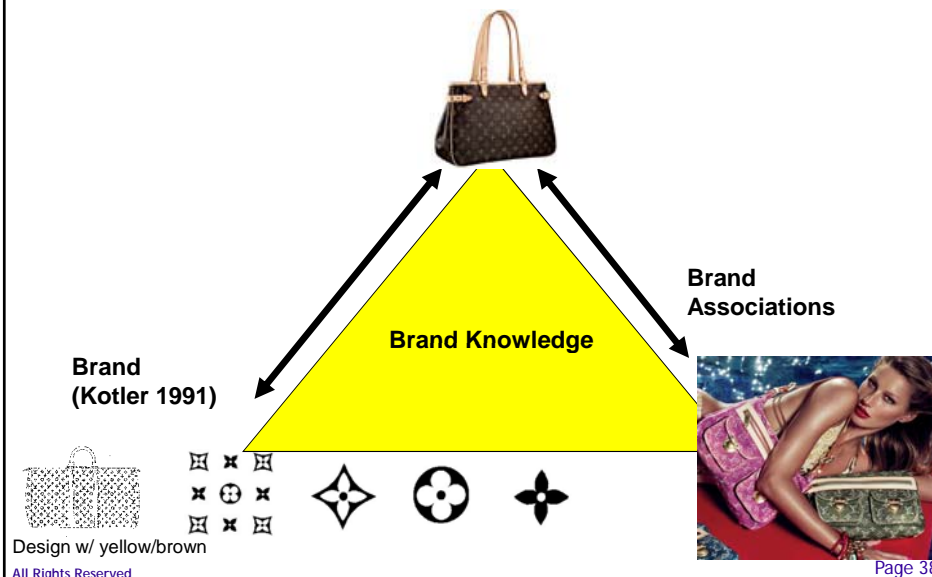 Brand
Associations
Brand Knowledge
Brand
(Kotler 1991)
Design w/ yellow/brown
All Rights Reserved
Page 38